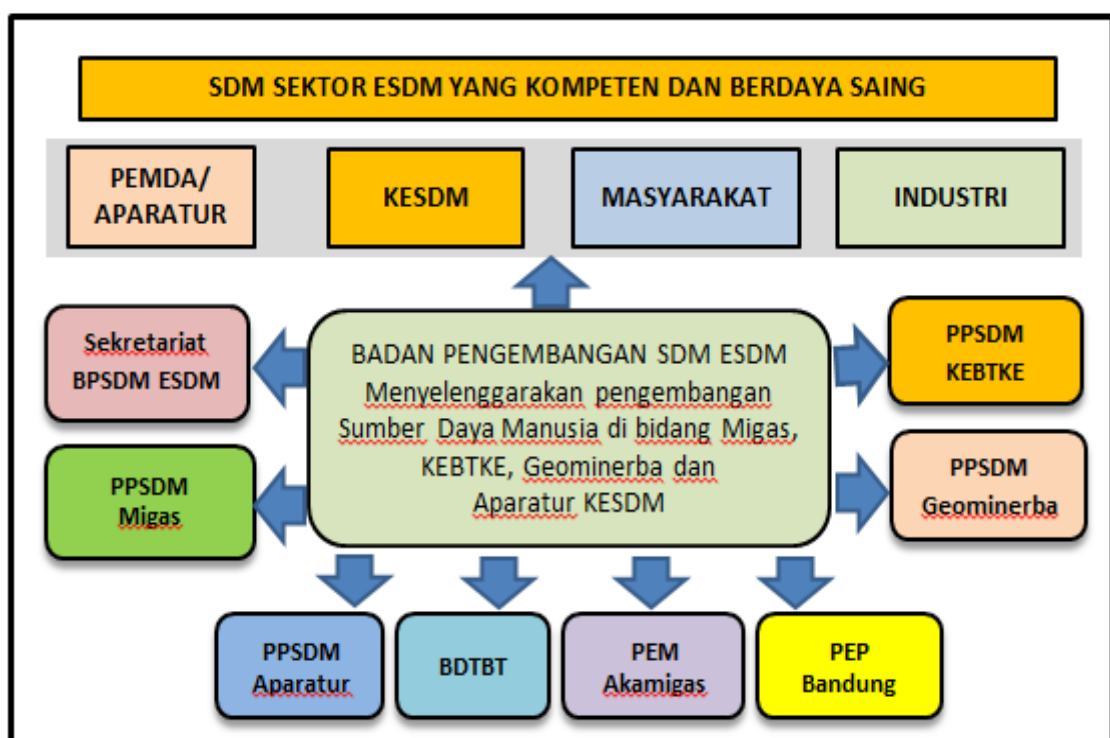 SDM SEKTOR ESDM YANG KOMPETEN DAN BERDAYA SAING
PEMDA/
APARATUR
KESDM
MASYARAKAT
INDUSTRI
Sekretariat
BPSDM ESDM
BADAN PENGEMBANGAN SDM ESDM
Menyelenggarakan pengembangan
Sumber Daya Manusia di bidang Migas,
KEBTKE, Geominerba dan
Aparatur KESDM
PPSDM
KEBTKE
PPSDM
Migas
PPSDM
Geominerba
PPSDM
Aparatur
BDTBT
PEM
Akamigas
PEP
Bandung